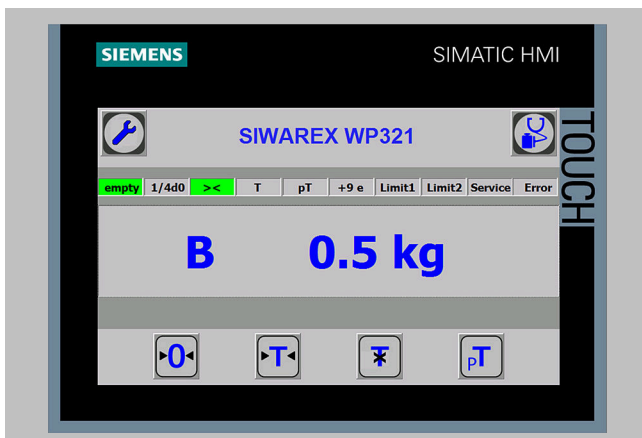 SIEMENS SIMATIC HMI
TOUCH
SIWAREX WP321
empty 1/4d0 >< T pT +9 e Limit1 Limit2 Service Error
B 0.5 kg
>0< >T< T pT